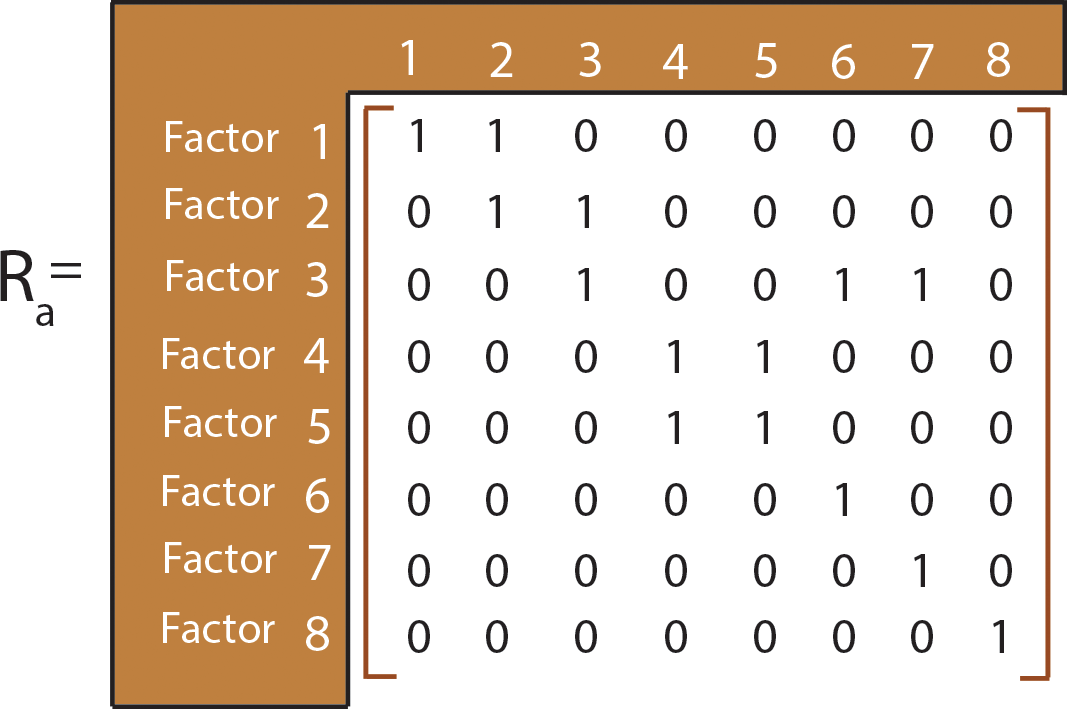 1 2 3 4 5 6 7 8
Factor 1 1 1 0 0 0 0 0 0
Factor 2 0 1 1 0 0 0 0 0
Factor 3 0 0 1 0 0 1 1 0
Ra=
Factor 4 0 0 0 1 1 0 0 0
Factor 5 0 0 0 1 1 0 0 0
Factor 6 0 0 0 0 0 1 0 0
Factor 7 0 0 0 0 0 0 1 0
Factor 8 0 0 0 0 0 0 0 1